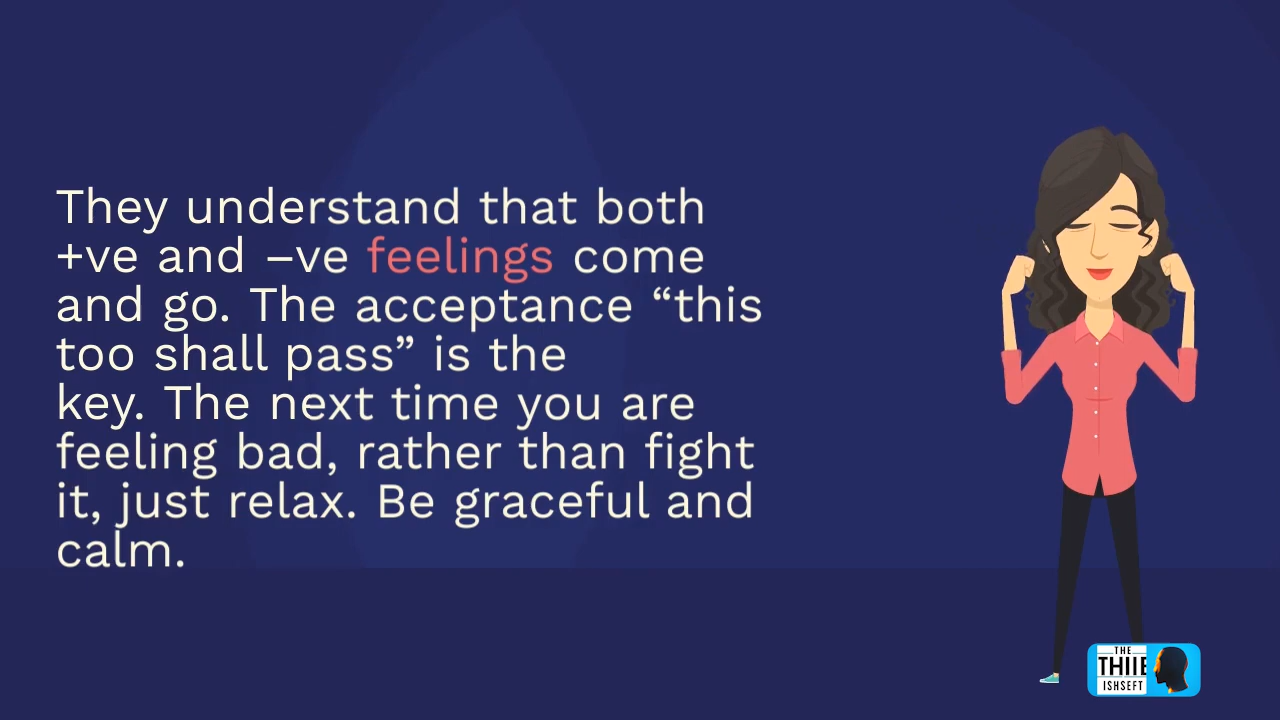 They understand that both
+ve and –ve feelings come
and go. The acceptance “this
too shall pass” is the
key. The next time you are
feeling bad, rather than fight
it, just relax. Be graceful and
calm.
THE
THIIE
ISHSEFT